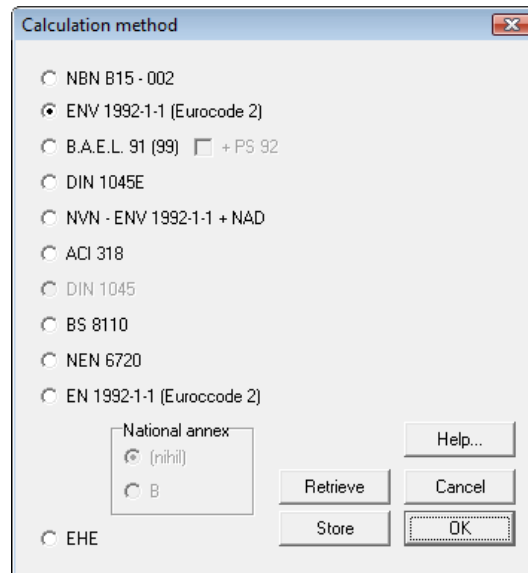 Calculation method
NBN B15 - 002
ENV 1992-1-1 (Eurocode 2)
B.A.E.L. 91 (99) + PS 92
DIN 1045E
NVN - ENV 1992-1-1 + NAD
ACI 318
DIN 1045
BS 8110
NEN 6720
EN 1992-1-1 (Euroccode 2)
National annex
(nihil)
B
Help...
Retrieve
Cancel
Store
OK
EHE